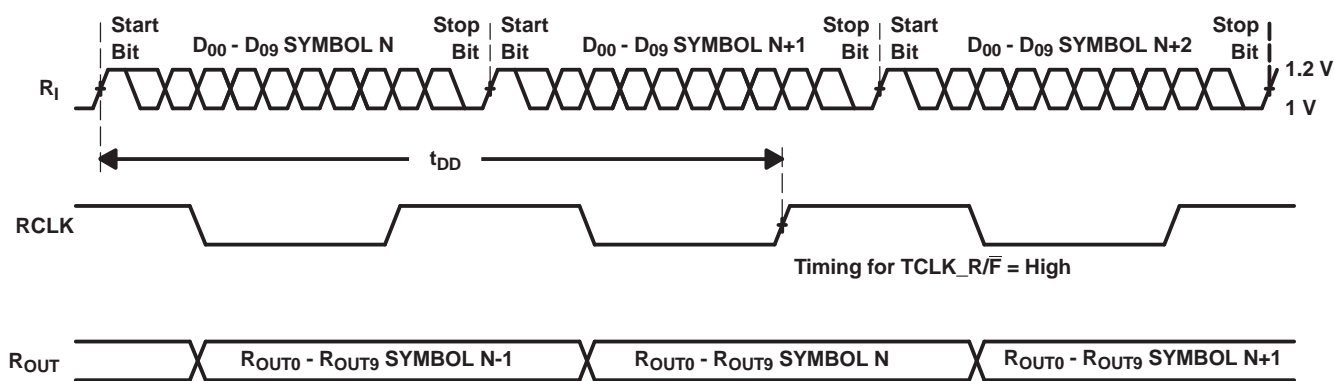 Start Bit
D00 - D09 SYMBOL N
Stop Bit
Start Bit
D00 - D09 SYMBOL N+1
Stop Bit
Start Bit
D00 - D09 SYMBOL N+2
Stop Bit
RI
1.2 V
1 V
tDD
RCLK
Timing for TCLK_R/F̅ = High
ROUT
ROUT0 - ROUT9 SYMBOL N-1
ROUT0 - ROUT9 SYMBOL N
ROUT0 - ROUT9 SYMBOL N+1